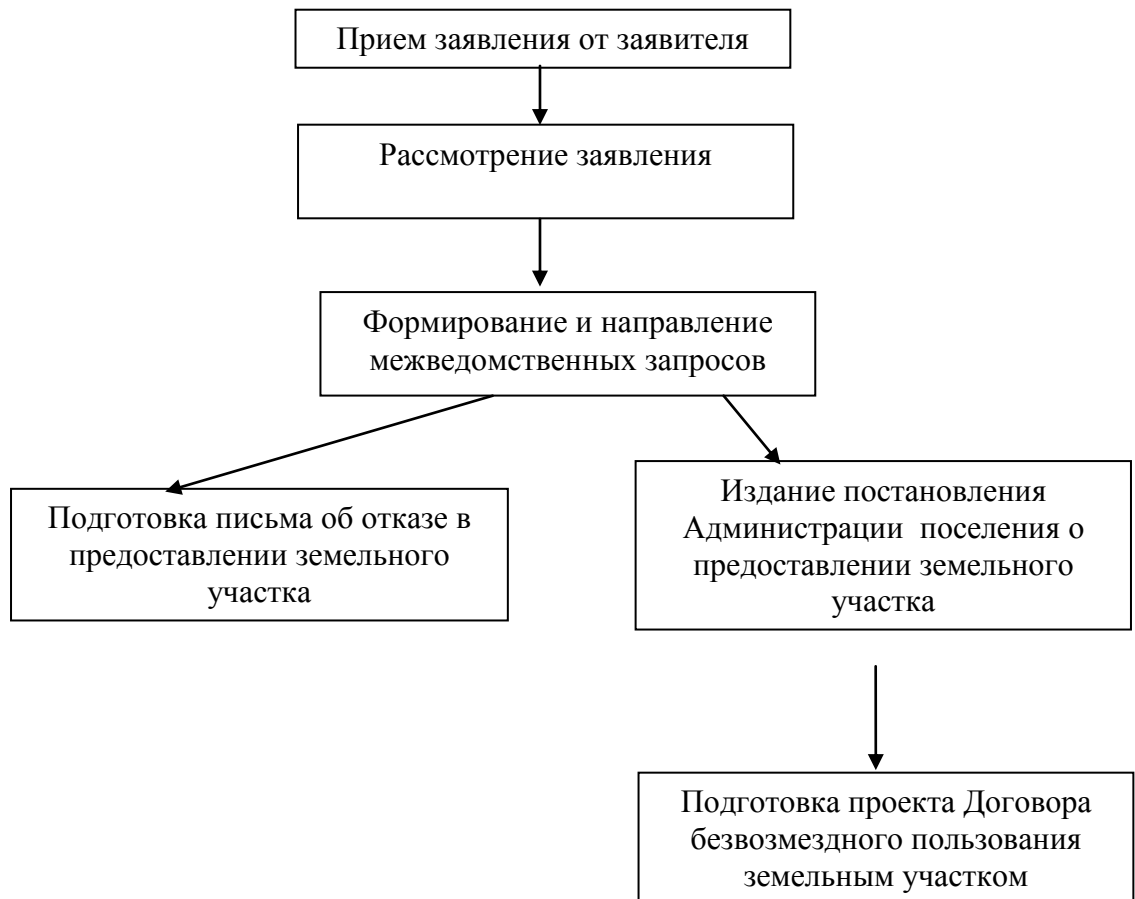 Прием заявления от заявителя
Рассмотрение заявления
Формирование и направление
межведомственных запросов
Подготовка письма об отказе в
предоставлении земельного
участка
Издание постановления
Администрации  поселения о
предоставлении земельного
участка
Подготовка проекта Договора
безвозмездного пользования
земельным участком